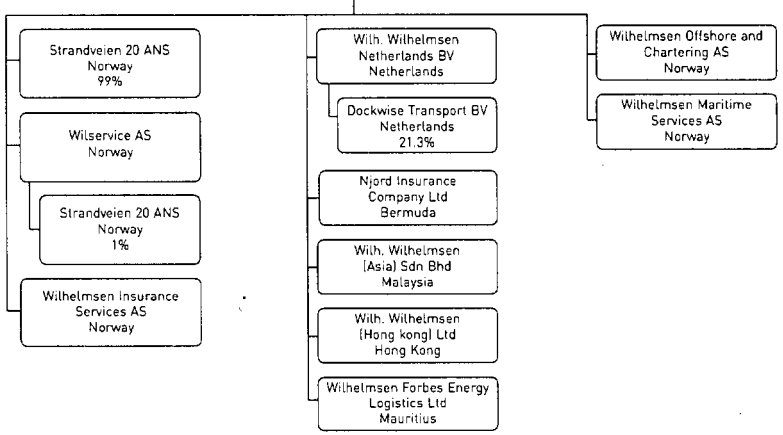 Strandveien 20 ANS
Norway
99%
Wilservice AS
Norway
Strandveien 20 ANS
Norway
1%
Wilhelmsen Insurance
Services AS
Norway
Wilh. Wilhelmsen
Netherlands BV
Netherlands
Dockwise Transport BV
Netherlands
21.3%
Njord Insurance
Company Ltd
Bermuda
Wilh. Wilhelmsen
(Asia) Sdn Bhd
Malaysia
Wilh. Wilhelmsen
(Hong kong) Ltd
Hong Kong
Wilhelmsen Forbes Energy
Logistics Ltd
Mauritius
Wilhelmsen Offshore and
Chartering AS
Norway
Wilhelmsen Maritime
Services AS
Norway